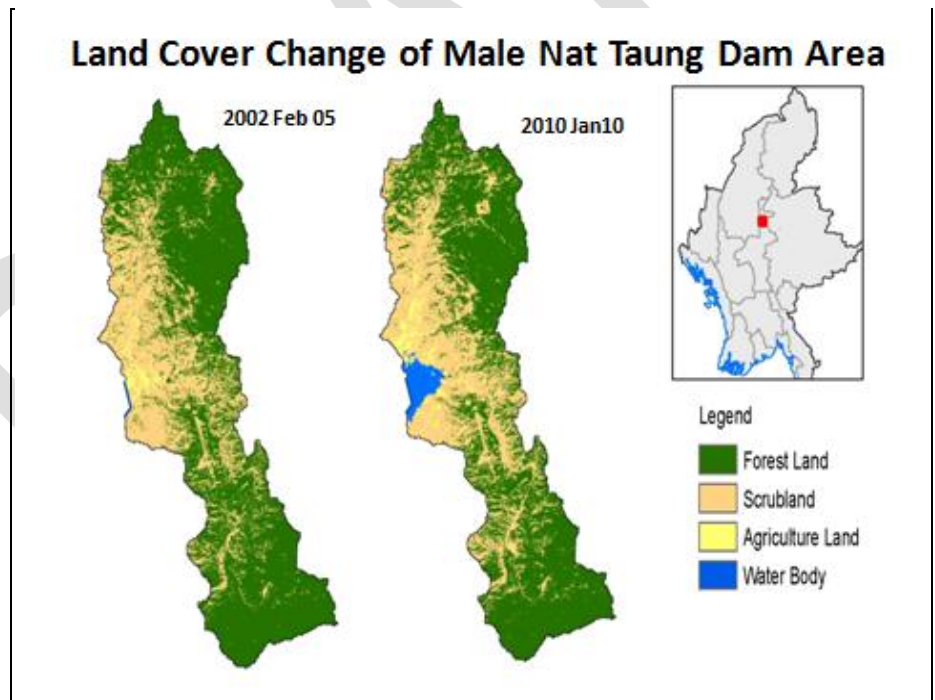 Land Cover Change of Male Nat Taung Dam Area
2002 Feb 05
2010 Jan10
Legend
Forest Land
Scrubland
Agriculture Land
Water Body